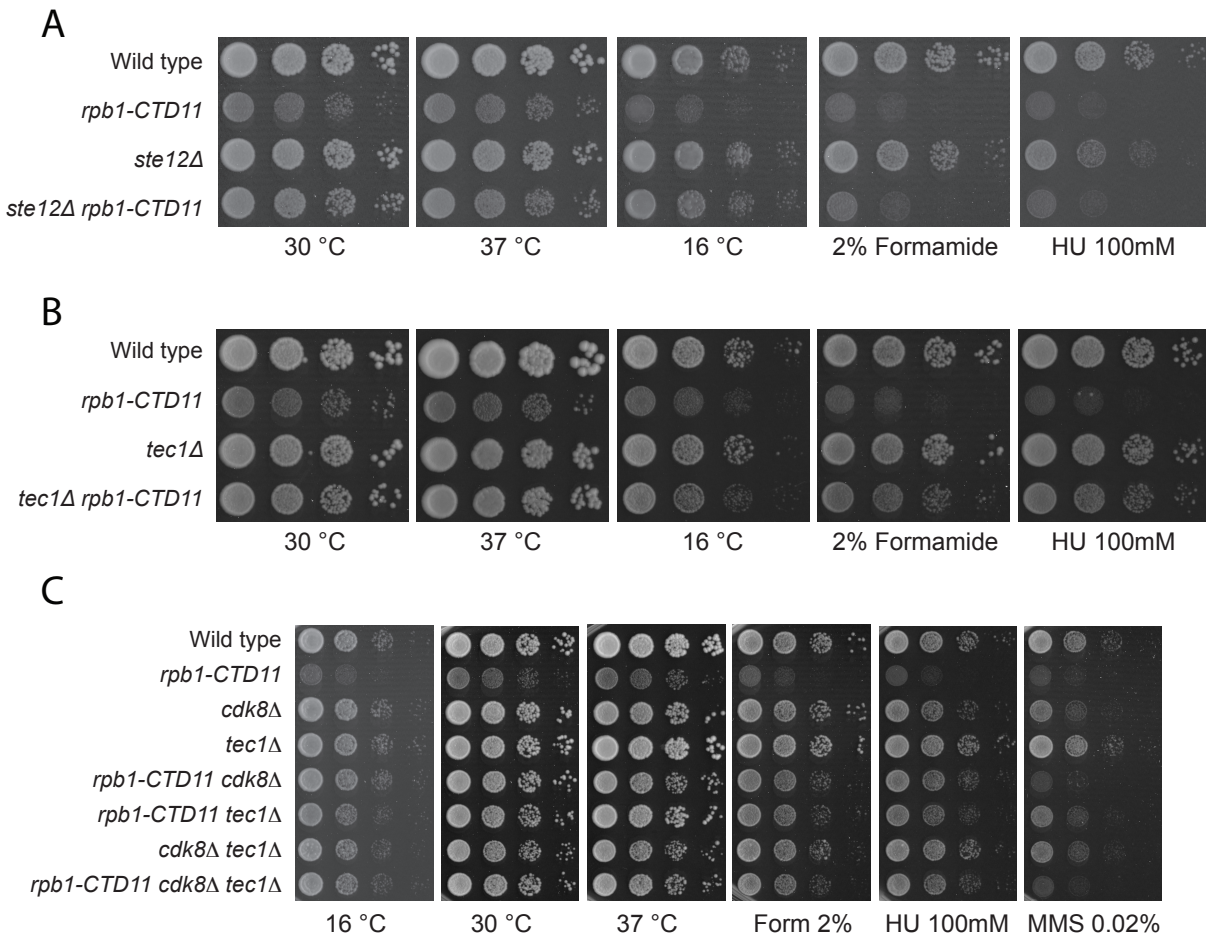 A
Wild type
rpb1-CTD11
ste12Δ
ste12Δ rpb1-CTD11
30 °C 37 °C 16 °C 2% Formamide HU 100mM
B
Wild type
rpb1-CTD11
tec1Δ
tec1Δ rpb1-CTD11
30 °C 37 °C 16 °C 2% Formamide HU 100mM
C
Wild type
rpb1-CTD11
cdk8Δ
tec1Δ
rpb1-CTD11 cdk8Δ
rpb1-CTD11 tec1Δ
cdk8Δ tec1Δ
rpb1-CTD11 cdk8Δ tec1Δ
16 °C 30 °C 37 °C Form 2% HU 100mM MMS 0.02%